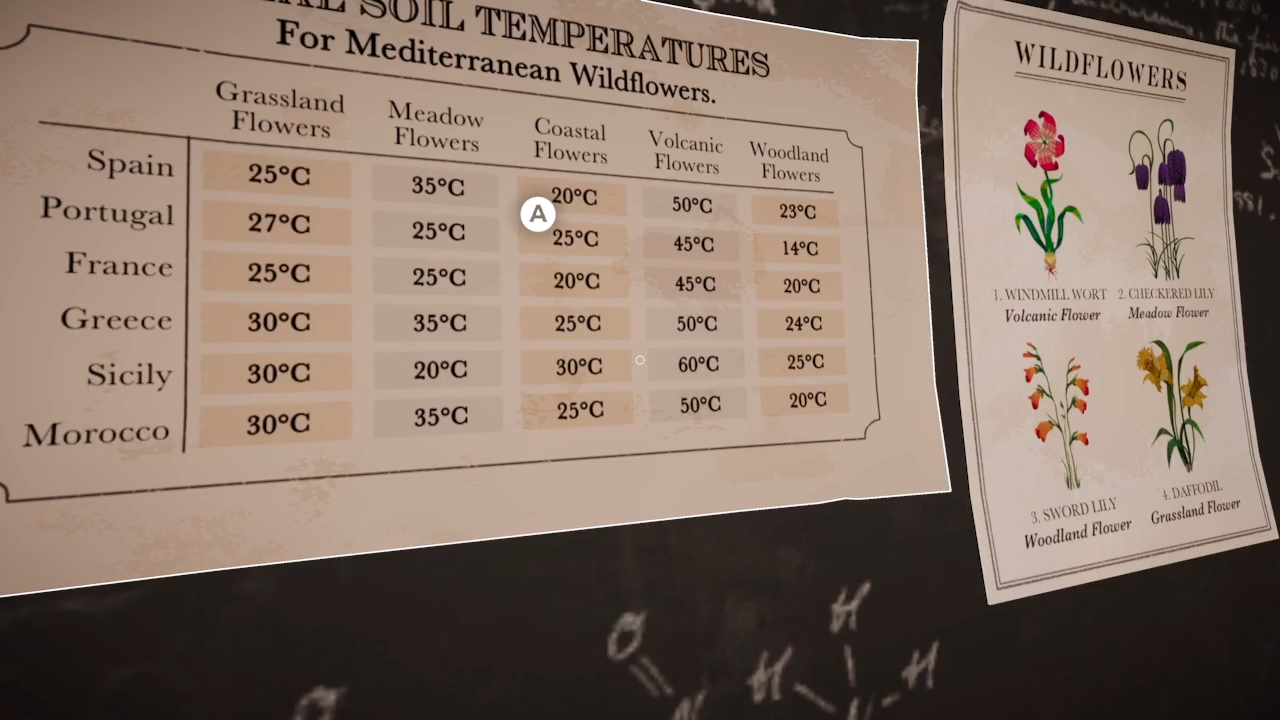 SOIL TEMPERATURES
For Mediterranean Wildflowers.
Grassland Flowers Meadow Flowers Coastal Flowers Volcanic Flowers Woodland Flowers
Spain 25°C 35°C 20°C 50°C 23°C
Portugal 27°C 25°C 25°C 45°C 14°C
France 25°C 25°C 20°C 45°C 20°C
Greece 30°C 35°C 25°C 50°C 24°C
Sicily 30°C 20°C 30°C 60°C 25°C
Morocco 30°C 35°C 25°C 50°C 20°C
A
WILDFLOWERS
1. WINDMILL WORT
Volcanic Flower
2. CHECKERED LILY
Meadow Flower
3. SWORD LILY
Woodland Flower
4. DAFFODIL
Grassland Flower
O H
H H